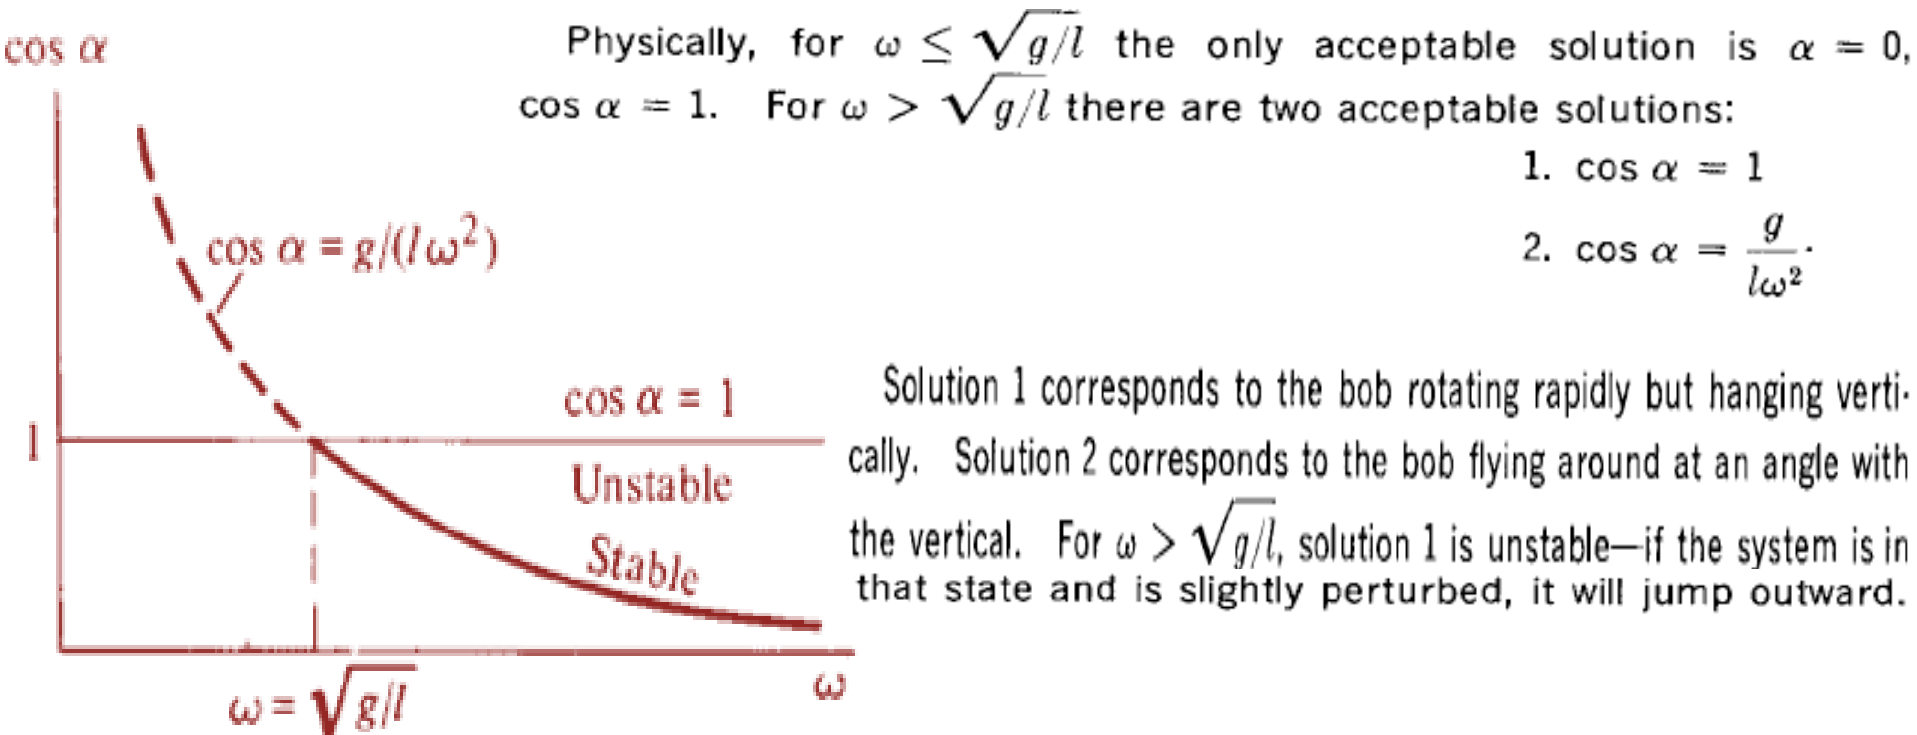 cos α
Physically, for ω ≤ √g/l the only acceptable solution is α = 0,
cos α = 1. For ω > √g/l there are two acceptable solutions:
1. cos α = 1
2. cos α = g/lω².
cos α = g/(lω²)
Solution 1 corresponds to the bob rotating rapidly but hanging verti-
cally. Solution 2 corresponds to the bob flying around at an angle with
the vertical. For ω > √g/l, solution 1 is unstable—if the system is in
that state and is slightly perturbed, it will jump outward.
cos α = 1
1
Unstable
Stable
ω = √g/l
ω